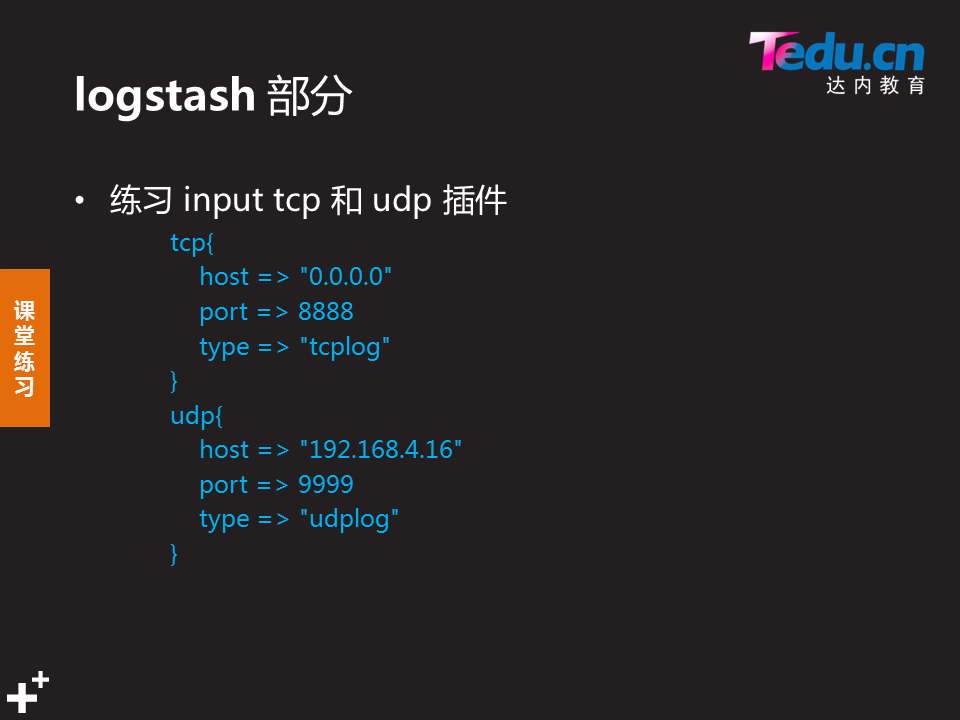 Tedu.cn
达内教育
logstash 部分
• 练习 input tcp 和 udp 插件
tcp{
host => "0.0.0.0"
port => 8888
type => "tcplog"
}
udp{
host => "192.168.4.16"
port => 9999
type => "udplog"
}
课堂练习